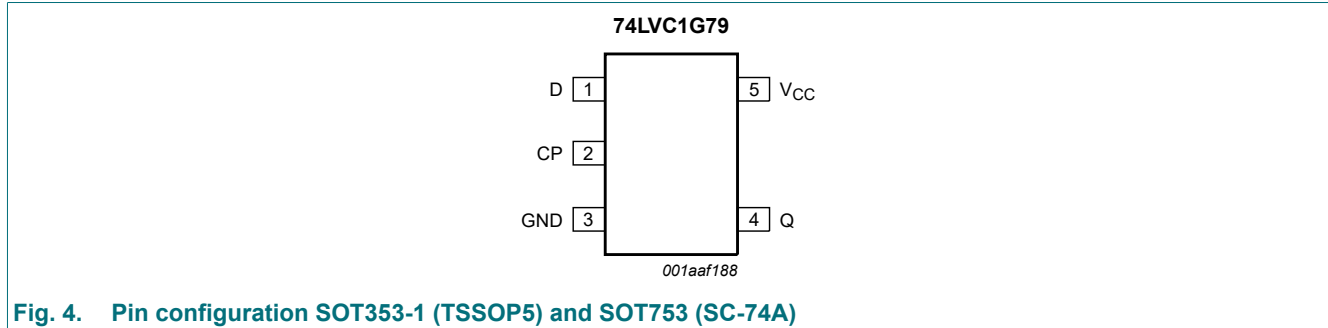 74LVC1G79
D 1 5 VCC
CP 2
GND 3 4 Q
001aaf188
Fig. 4. Pin configuration SOT353-1 (TSSOP5) and SOT753 (SC-74A)